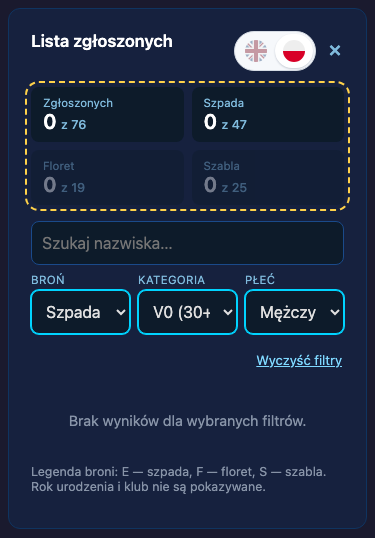 Lista zgłoszonych
×
Zgłoszonych
0 z 76
Szpada
0 z 47
Floret
0 z 19
Szabla
0 z 25
Szukaj nazwiska...
BROŃ
KATEGORIA
PŁEĆ
Szpada
V0 (30+
Mężczy
Wyczyść filtry
Brak wyników dla wybranych filtrów.
Legenda broni: E — szpada, F — floret, S — szabla.
Rok urodzenia i klub nie są pokazywane.